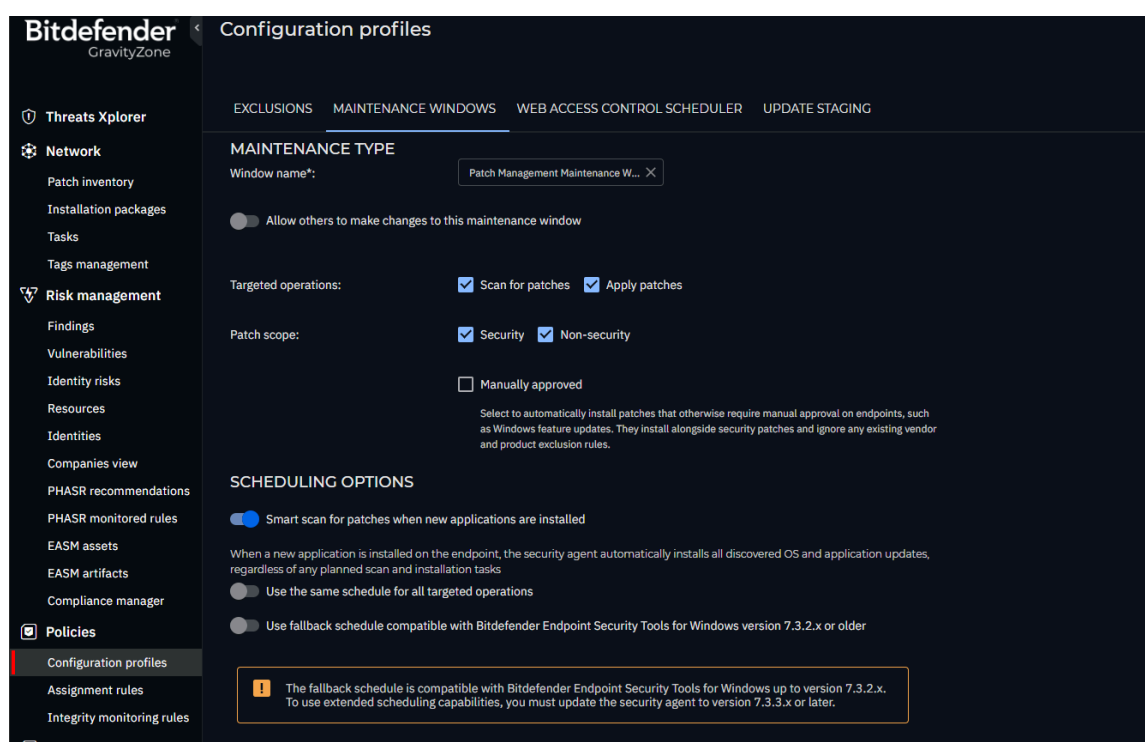 Bitdefender
GravityZone
Configuration profiles
Threats Xplorer
Network
Patch inventory
Installation packages
Tasks
Tags management
Risk management
Findings
Vulnerabilities
Identity risks
Resources
Identities
Companies view
PHASR recommendations
PHASR monitored rules
EASM assets
EASM artifacts
Compliance manager
Policies
Configuration profiles
Assignment rules
Integrity monitoring rules
EXCLUSIONS MAINTENANCE WINDOWS WEB ACCESS CONTROL SCHEDULER UPDATE STAGING
MAINTENANCE TYPE
Window name*: Patch Management Maintenance W...
Allow others to make changes to this maintenance window
Targeted operations: Scan for patches Apply patches
Patch scope: Security Non-security
Manually approved
Select to automatically install patches that otherwise require manual approval on endpoints, such
as Windows feature updates. They install alongside security patches and ignore any existing vendor
and product exclusion rules.
SCHEDULING OPTIONS
Smart scan for patches when new applications are installed
When a new application is installed on the endpoint, the security agent automatically installs all discovered OS and application updates,
regardless of any planned scan and installation tasks
Use the same schedule for all targeted operations
Use fallback schedule compatible with Bitdefender Endpoint Security Tools for Windows version 7.3.2.x or older
The fallback schedule is compatible with Bitdefender Endpoint Security Tools for Windows up to version 7.3.2.x.
To use extended scheduling capabilities, you must update the security agent to version 7.3.3.x or later.